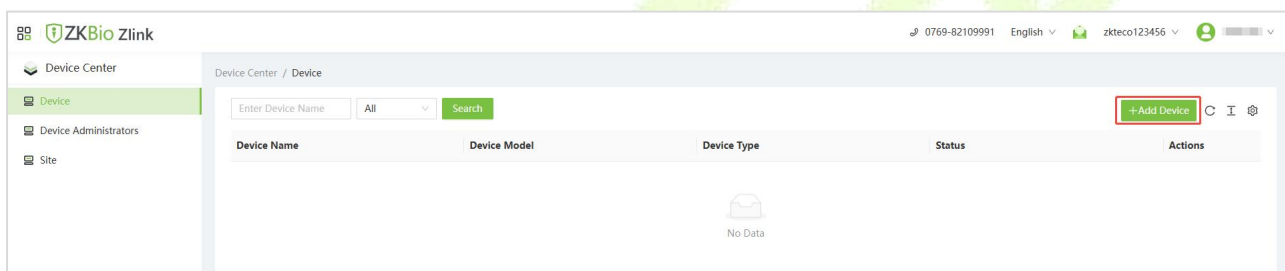 ZKBio Zlink
0769-82109991 English zkteco123456
Device Center
Device Center / Device
Device
Enter Device Name All Search +Add Device
Device Administrators
Device Name Device Model Device Type Status Actions
Site
No Data